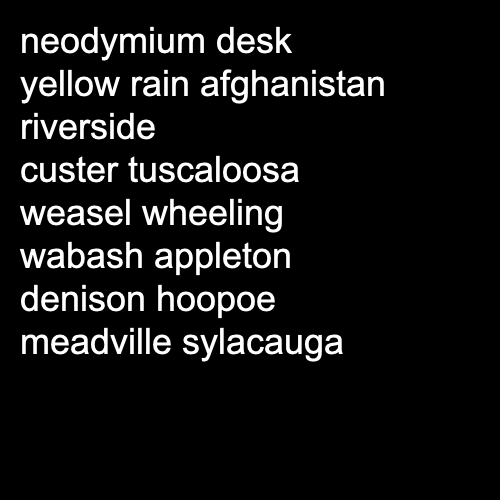 neodymium desk
yellow rain afghanistan
riverside
custer tuscaloosa
weasel wheeling
wabash appleton
denison hoopoe
meadville sylacauga